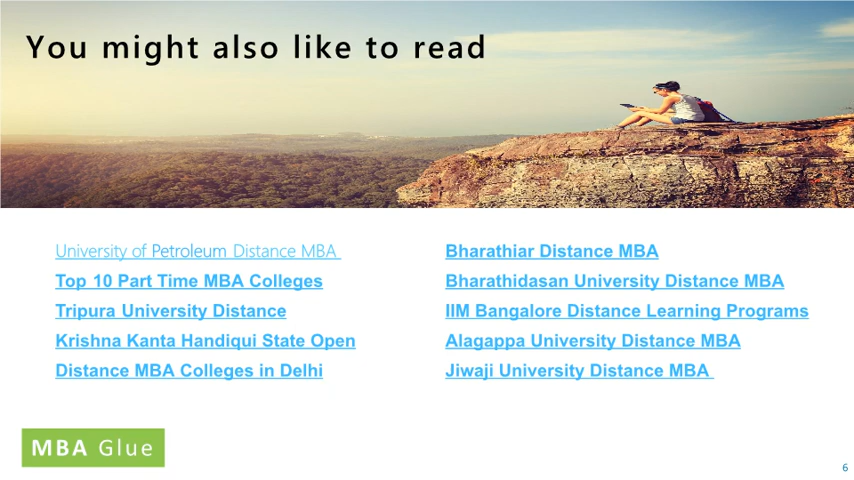 You might also like to read
University of Petroleum Distance MBA
Top 10 Part Time MBA Colleges
Tripura University Distance
Krishna Kanta Handiqui State Open
Distance MBA Colleges in Delhi
Bharathiar Distance MBA
Bharathidasan University Distance MBA
IIM Bangalore Distance Learning Programs
Alagappa University Distance MBA
Jiwaji University Distance MBA
MBA Glue
6